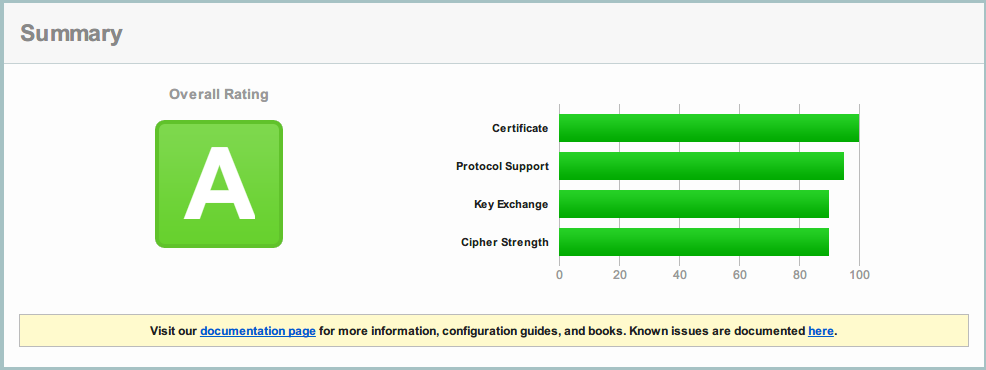 Summary
Overall Rating
A
Certificate
Protocol Support
Key Exchange
Cipher Strength
0 20 40 60 80 100
Visit our documentation page for more information, configuration guides, and books. Known issues are documented here.